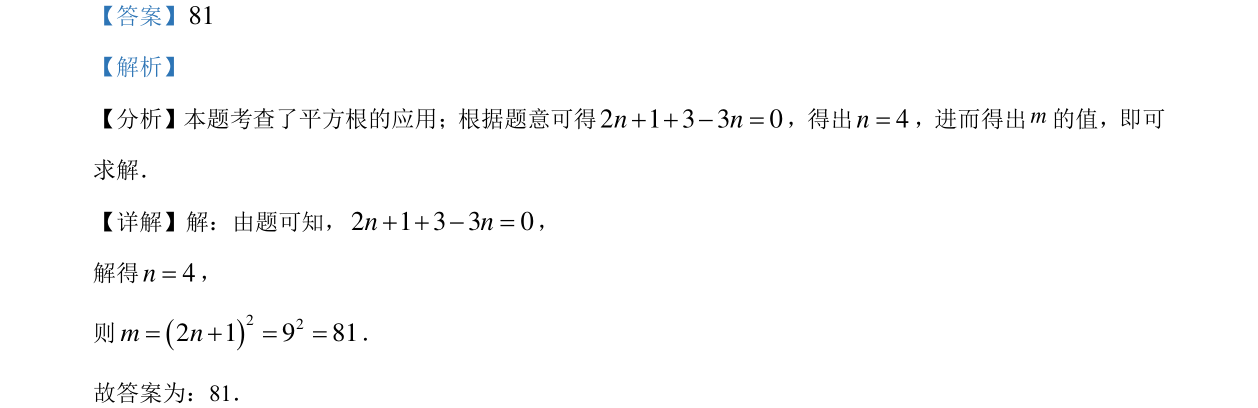 【答案】81
【解析】
【分析】本题考查了平方根的应用；根据题意可得2n+1+3−3n=0，得出n=4，进而得出m的值，即可
求解．
【详解】解：由题可知，2n+1+3−3n=0，
解得n=4，
则m=(2n+1)²=9²=81．
故答案为：81．